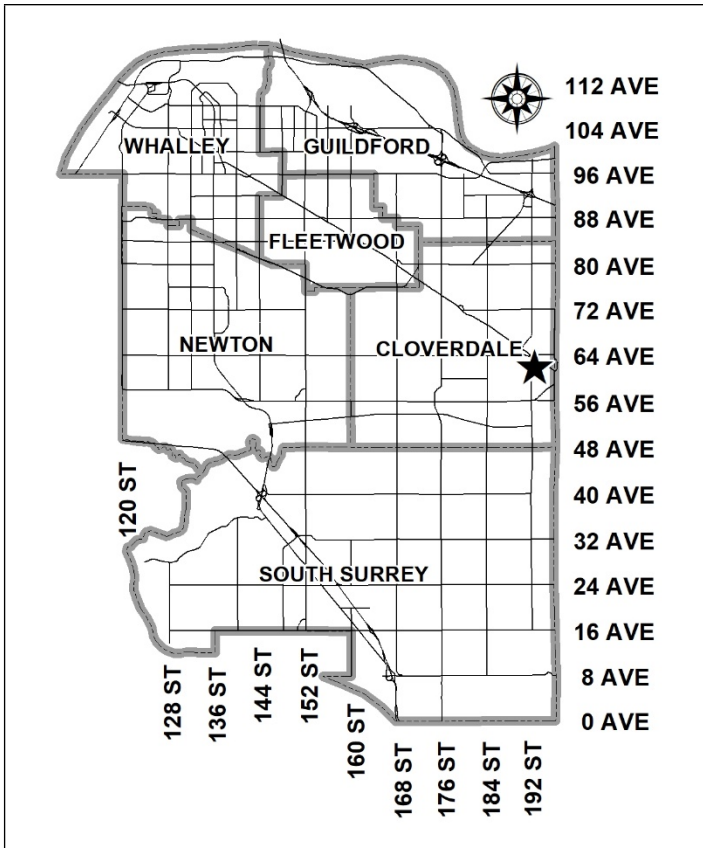 112 AVE
104 AVE
WHALLEY
GUILDFORD
96 AVE
88 AVE
FLEETWOOD
80 AVE
72 AVE
NEWTON
CLOVERDALE
64 AVE
56 AVE
48 AVE
120 ST
40 AVE
32 AVE
SOUTH SURREY
24 AVE
16 AVE
8 AVE
0 AVE
128 ST
136 ST
144 ST
152 ST
160 ST
168 ST
176 ST
184 ST
192 ST